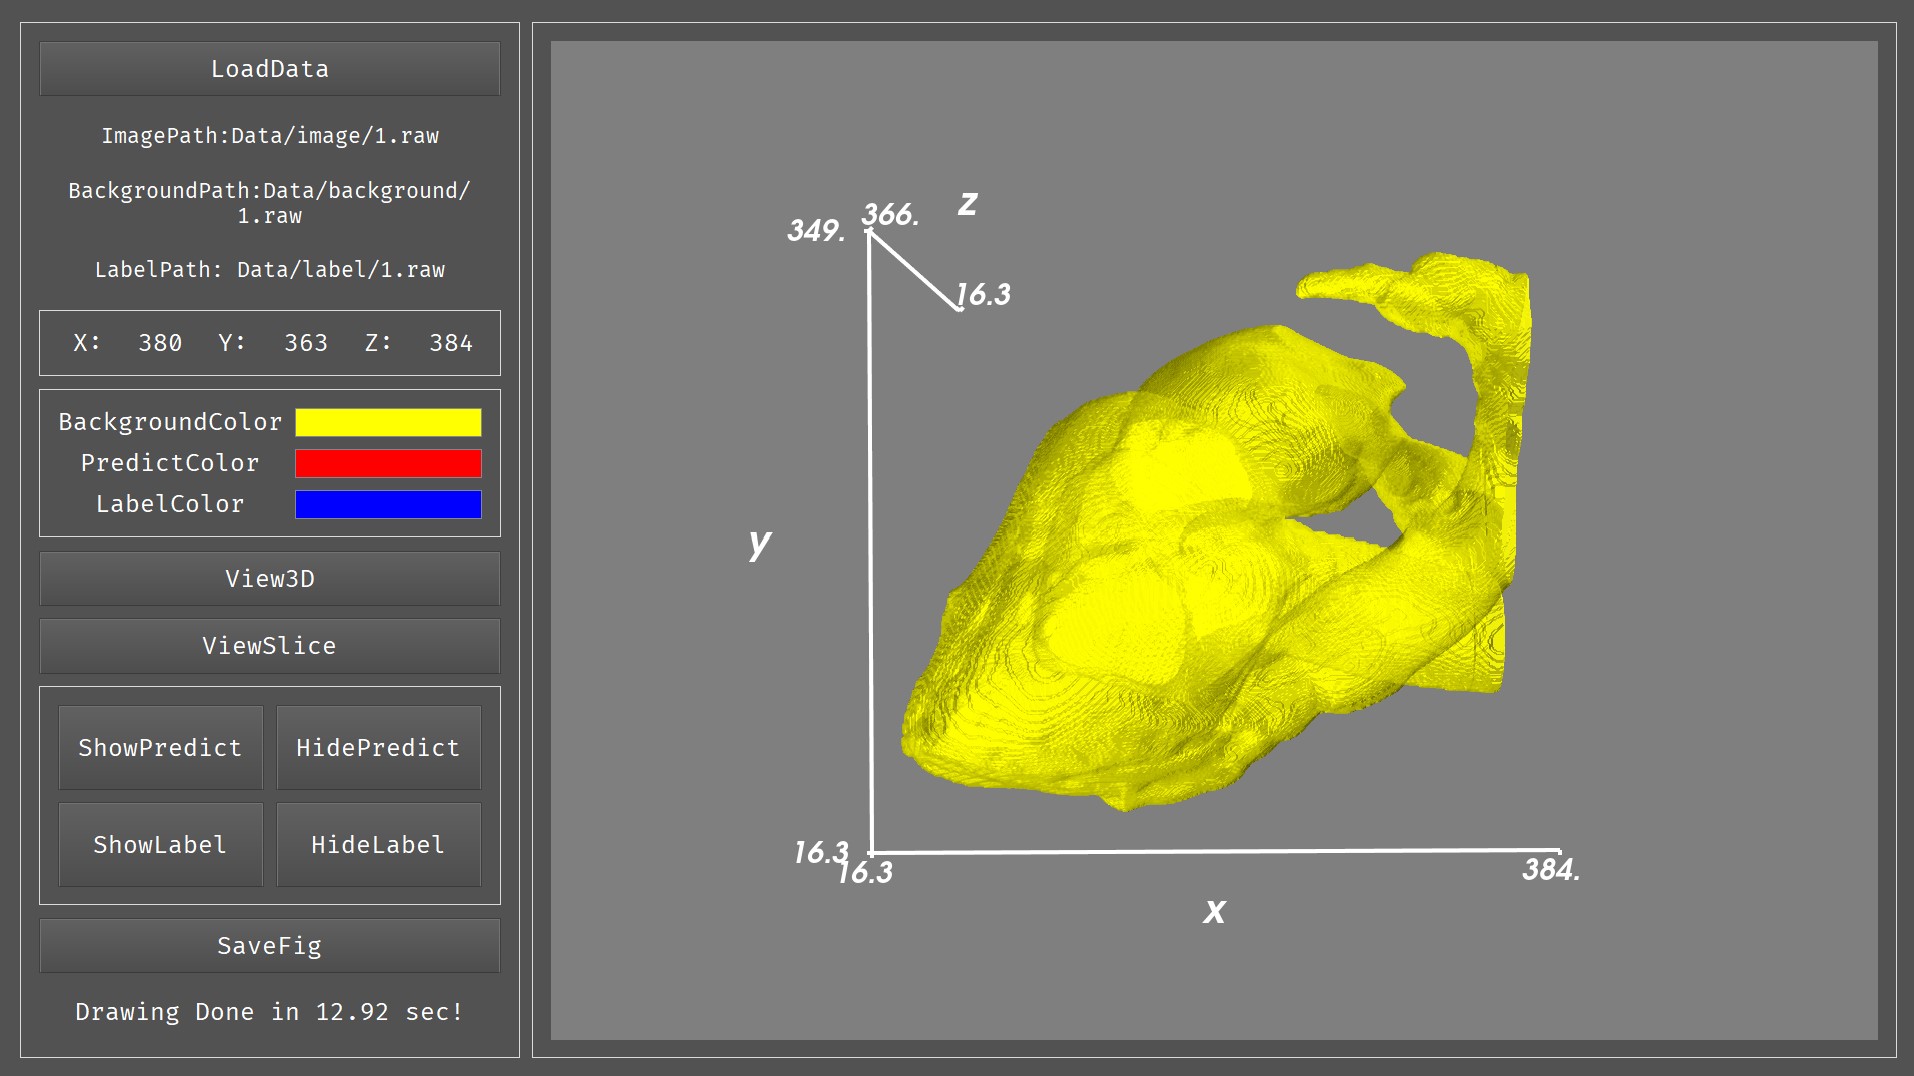 LoadData
ImagePath:Data/image/1.raw
BackgroundPath:Data/background/
1.raw
LabelPath: Data/label/1.raw
X: 380 Y: 363 Z: 384
BackgroundColor
PredictColor
LabelColor
View3D
ViewSlice
ShowPredict HidePredict
ShowLabel HideLabel
SaveFig
Drawing Done in 12.92 sec!
z
366.
349.
16.3
y
16.3
16.3
384.
x